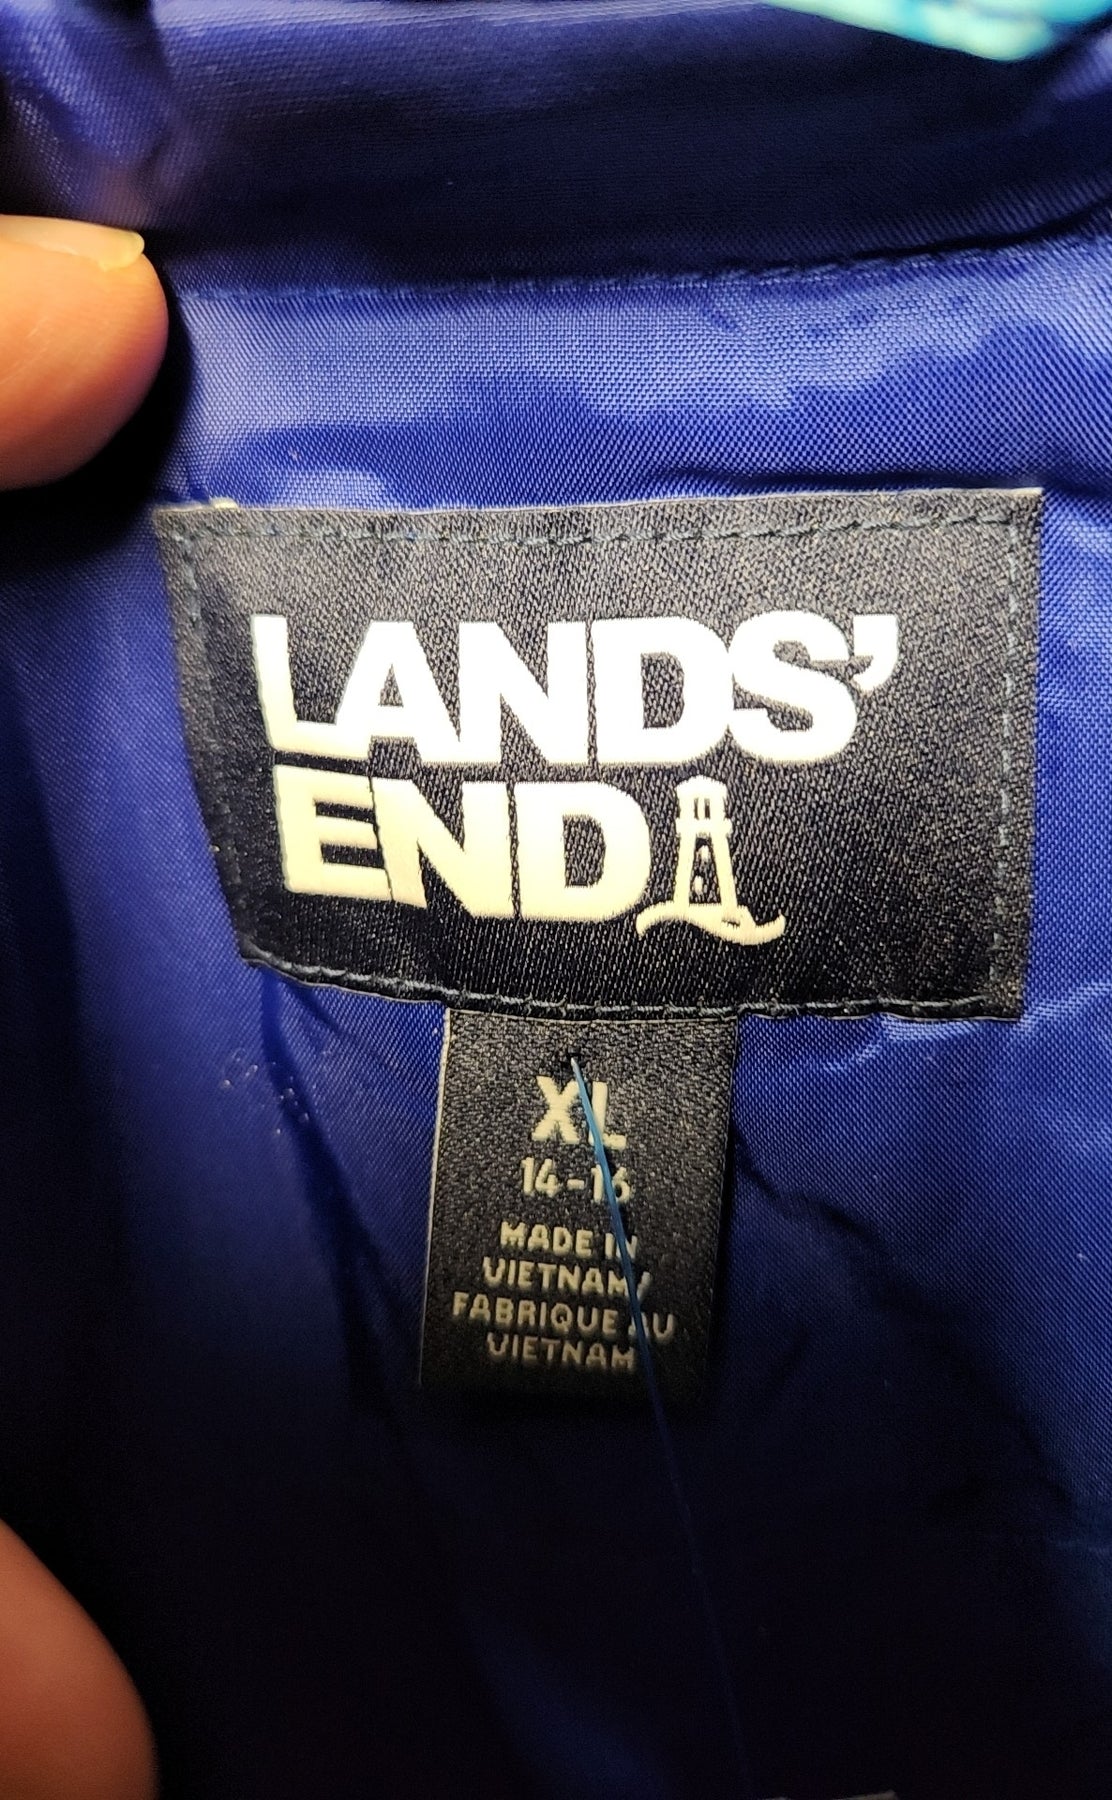 LANDS'
END
XL
14-16
MADE IN
VIETNAM/
FABRIQUE AU
VIETNAM